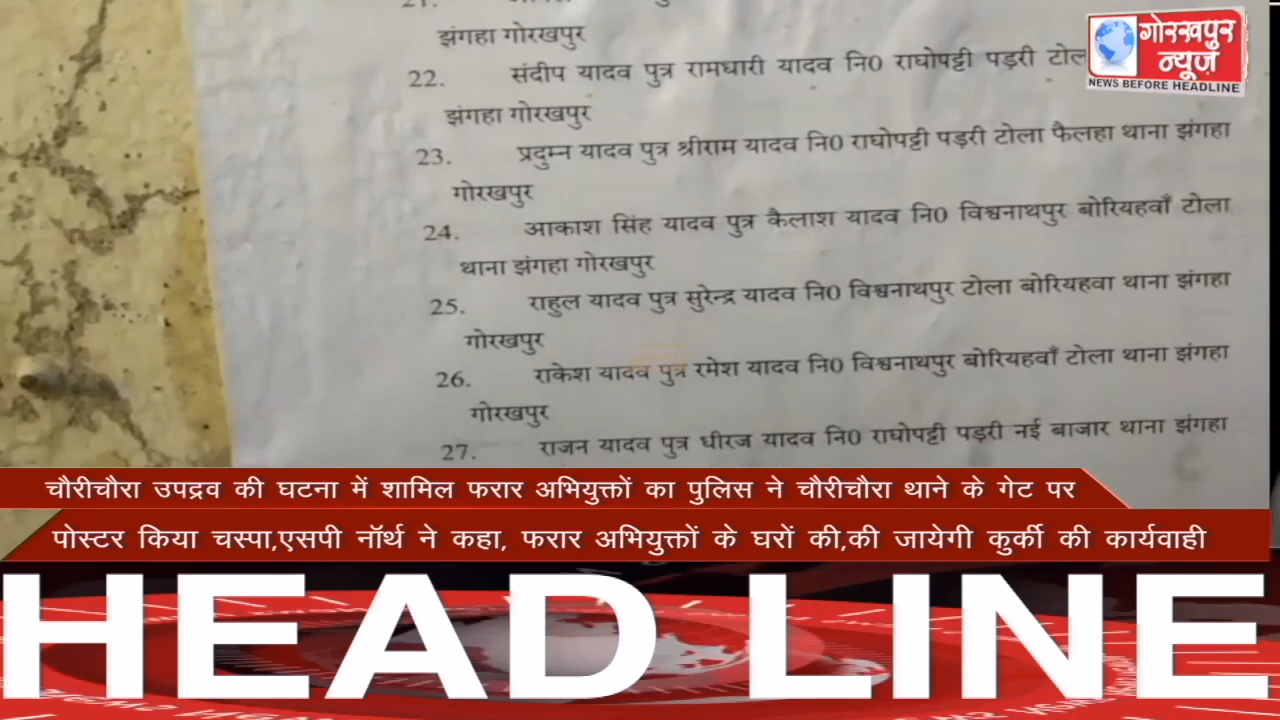 21.
झंगहा गोरखपुर
22. संदीप यादव पुत्र रामधारी यादव नि0 राघोपट्टी पड़री
झंगहा गोरखपुर
23. प्रदुम्न यादव पुत्र श्रीराम यादव नि0 राघोपट्टी पड़री टोला फैलहा थाना झंगहा
गोरखपुर
24. आकाश सिंह यादव पुत्र कैलाश यादव नि0 विश्वनाथपुर बोरियहवाँ टोला
थाना झंगहा गोरखपुर
25. राहुल यादव पुत्र सुरेन्द्र यादव नि0 विश्वनाथपुर टोला बोरियहवा थाना झंगहा
गोरखपुर
26. राकेश यादव पुत्र रमेश यादव नि0 विश्वनाथपुर बोरियहवाँ टोला थाना झंगहा
गोरखपुर
27. राजन यादव पुत्र धीरज यादव नि0 राघोपट्टी पड़री नई बाजार थाना झंगहा
गोरखपुर
न्यूज़
NEWS BEFORE HEADLINE
चौरीचौरा उपद्रव की घटना में शामिल फरार अभियुक्तों का पुलिस ने चौरीचौरा थाने के गेट पर
पोस्टर किया चस्पा,एसपी नॉर्थ ने कहा, फरार अभियुक्तों के घरों की,की जायेगी कुर्की की कार्यवाही
HEAD LINE